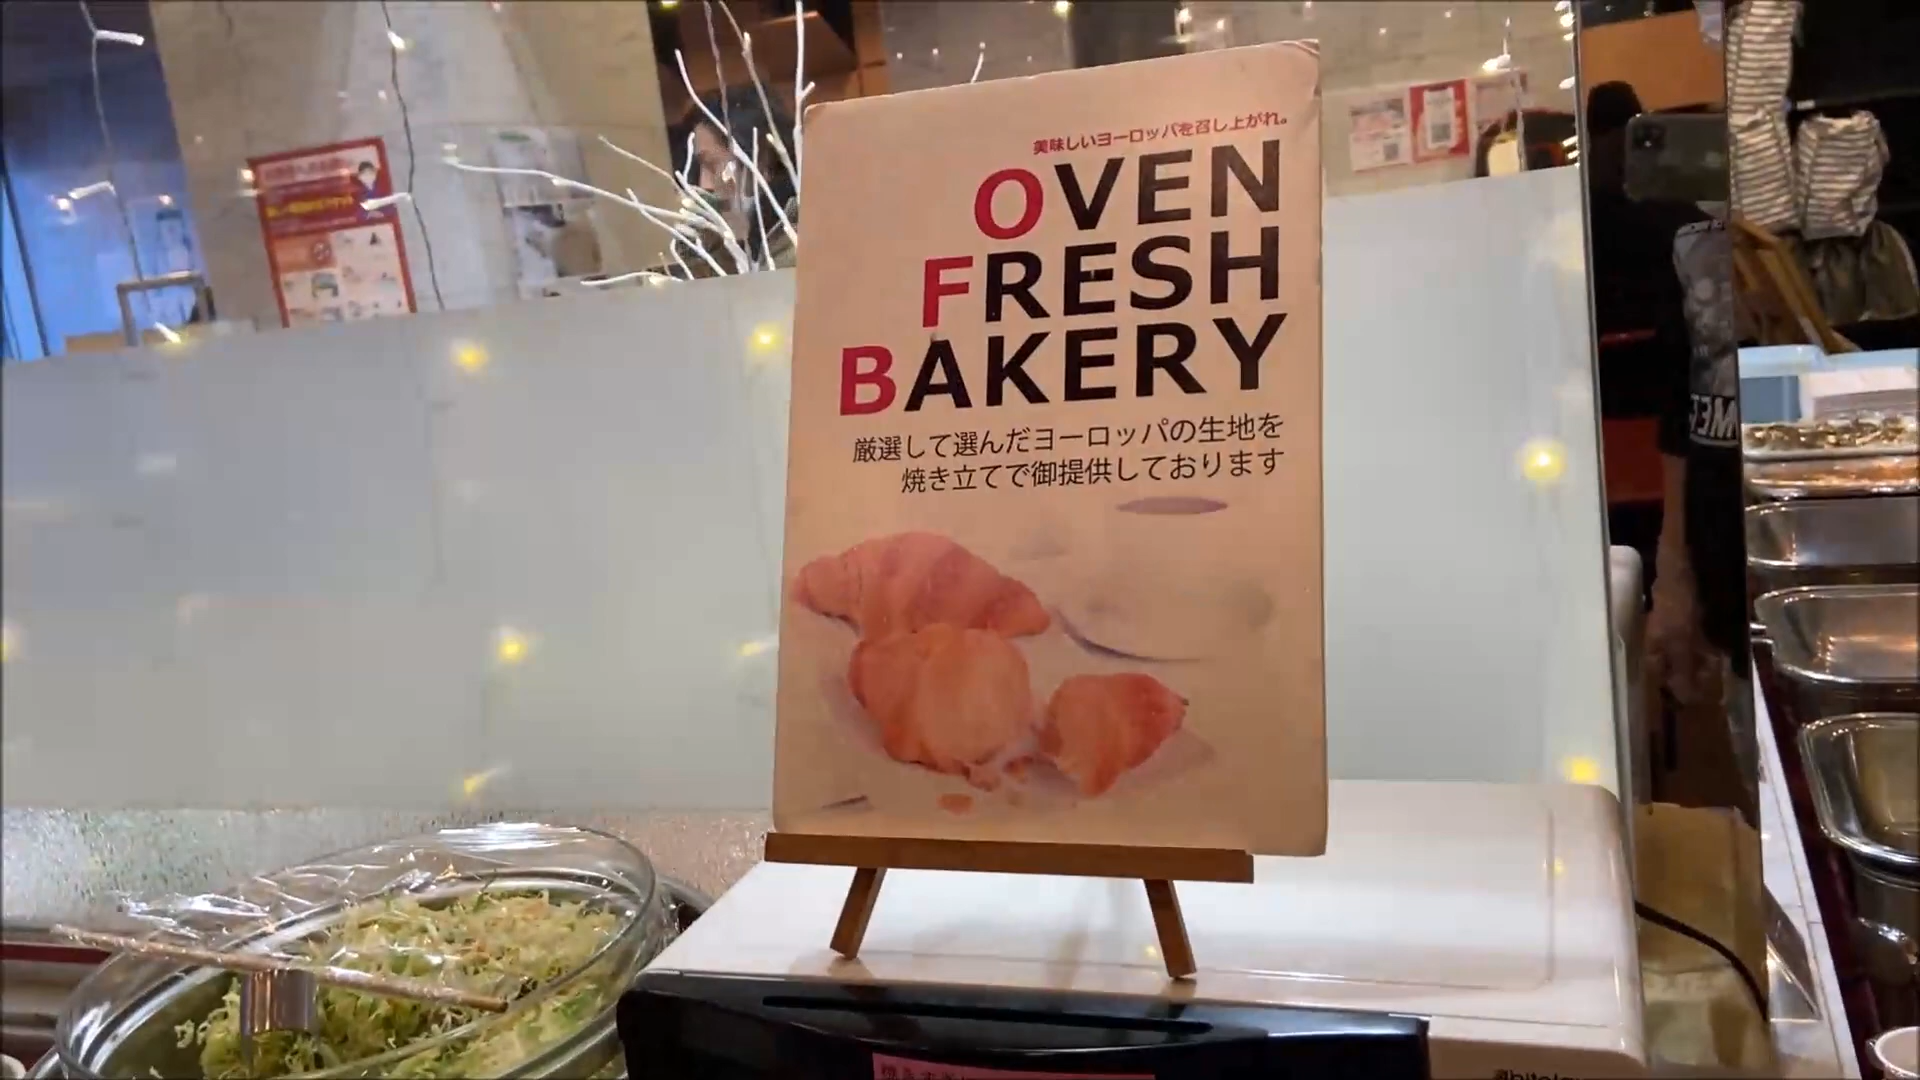 美味しいヨーロッパを召し上がれ。
OVEN
FRESH
BAKERY
厳選して選んだヨーロッパの生地を
焼き立てで御提供しております